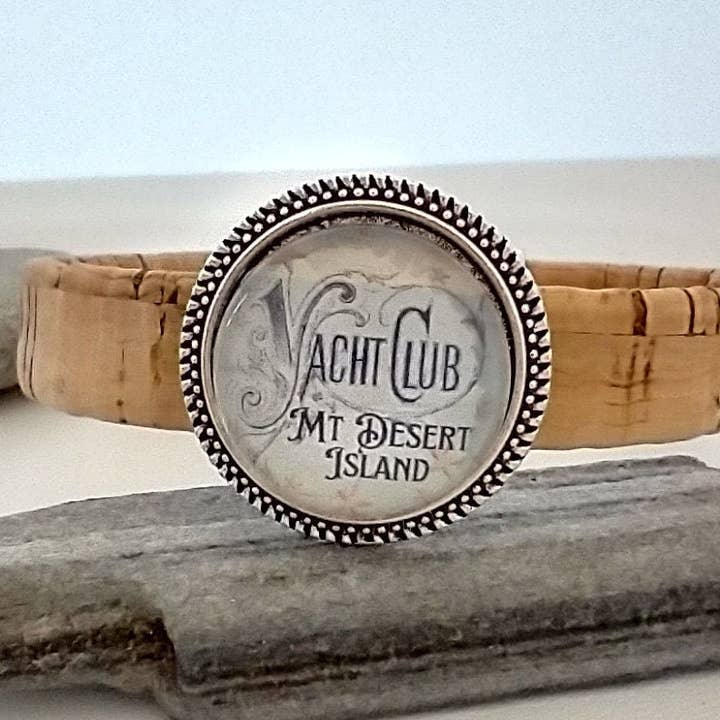 Yacht Club
Mt Desert
Island